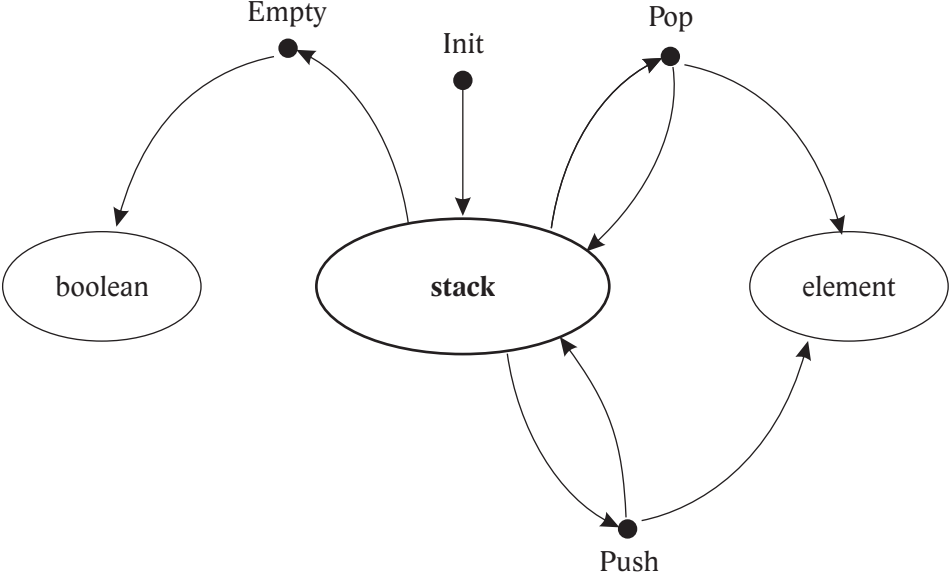 Empty
Init
Pop
boolean
stack
element
Push